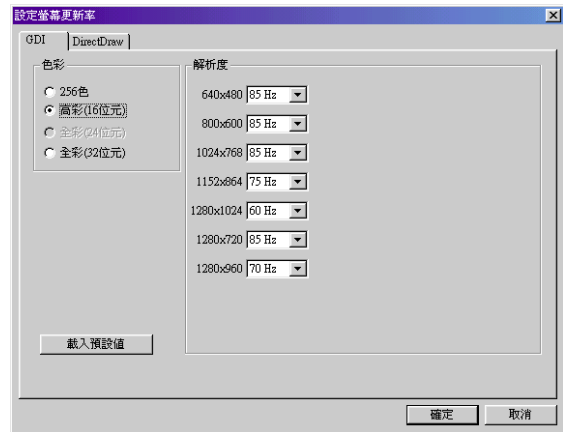 設定螢幕更新率
GDI DirectDraw
色彩
256色
高彩(16位元)
全彩(24位元)
全彩(32位元)
載入預設值
解析度
640x480 85 Hz
800x600 85 Hz
1024x768 85 Hz
1152x864 75 Hz
1280x1024 60 Hz
1280x720 85 Hz
1280x960 70 Hz
確定 取消